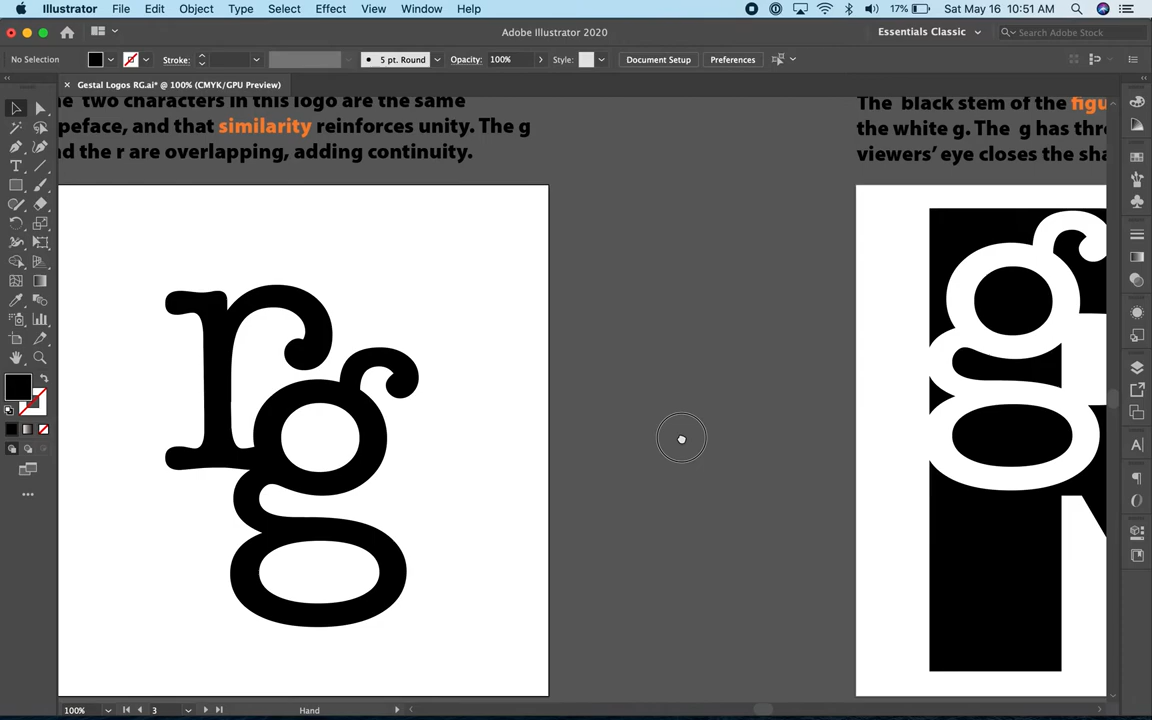 Illustrator File Edit Object Type Select Effect View Window Help 17% Sat May 16 10:51 AM
Adobe Illustrator 2020 Essentials Classic Search Adobe Stock
No Selection Stroke: 5 pt. Round Opacity: 100% Style: Document Setup Preferences
× Gestal Logos RG.ai* @ 100% (CMYK/GPU Preview)
two characters in this logo are the same
peface, and that similarity reinforces unity. The g
d the r are overlapping, adding continuity.
The black stem of the figu
the white g. The g has thr
viewers’ eye closes the sha
rg
g
100% 3 Hand